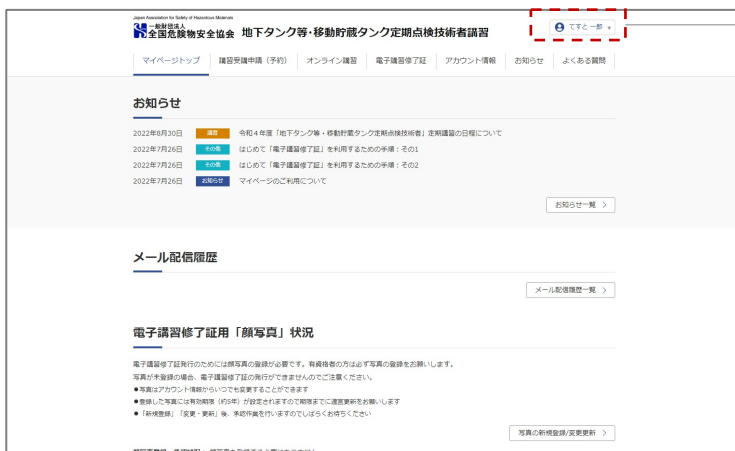 Japan Association for Safety of Hazardous Materials
一般財団法人
全国危険物安全協会 地下タンク等・移動貯蔵タンク定期点検技術者講習
てすと 一郎
マイページトップ 講習受講申請（予約） オンライン講習 電子講習修了証 アカウント情報 お知らせ よくある質問
お知らせ
2022年8月30日 講習 令和４年度「地下タンク等・移動貯蔵タンク定期点検技術者」定期講習の日程について
2022年7月26日 その他 はじめて「電子講習修了証」を利用するための手順：その1
2022年7月26日 その他 はじめて「電子講習修了証」を利用するための手順：その2
2022年7月26日 お知らせ マイページのご利用について
お知らせ一覧
メール配信履歴
メール配信履歴一覧
電子講習修了証用「顔写真」状況
電子講習修了証発行のためには顔写真の登録が必要です。有資格者の方は必ず写真の登録をお願いします。
写真が未登録の場合、電子講習修了証の発行ができませんのでご注意ください。
●写真はアカウント情報からいつでも変更することができます
●登録した写真には有効期限（約5年）が設定されますので期限までに適宜更新をお願いします
●「新規登録」「変更・更新」後、承認作業を行いますのでしばらくお待ちください
写真の新規登録/変更更新